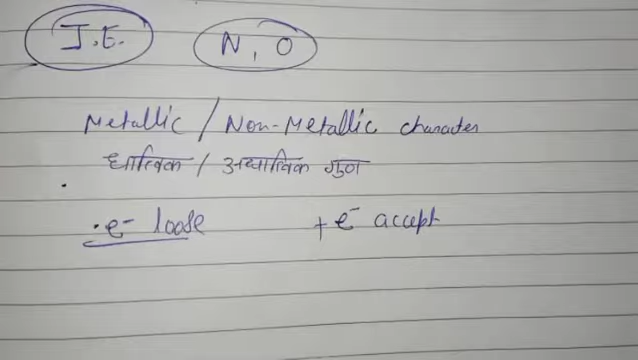 I.E. N, O
Metallic / Non-Metallic character
धात्विक / अधात्विक गुण
.e- loose + e- accept